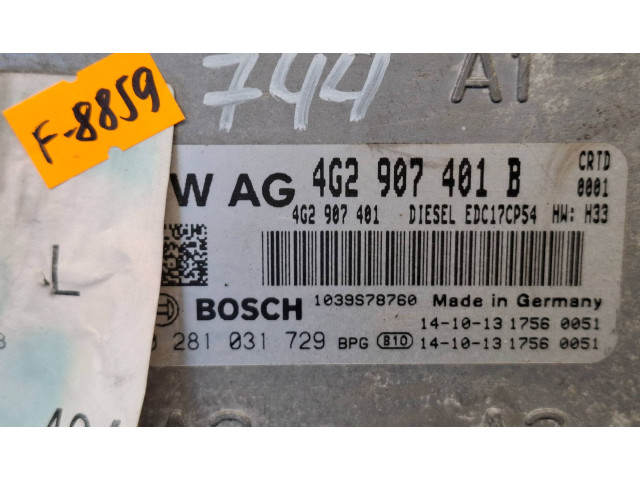 744
A1
F-8859
L
W AG 4G2 907 401 B CRTD 0001
4G2 907 401 DIESEL EDC17CP54 HW: H33
BOSCH 1039S78760 Made in Germany
14-10-13 1756 0051
281 031 729 BPG 810 14-10-13 1756 0051